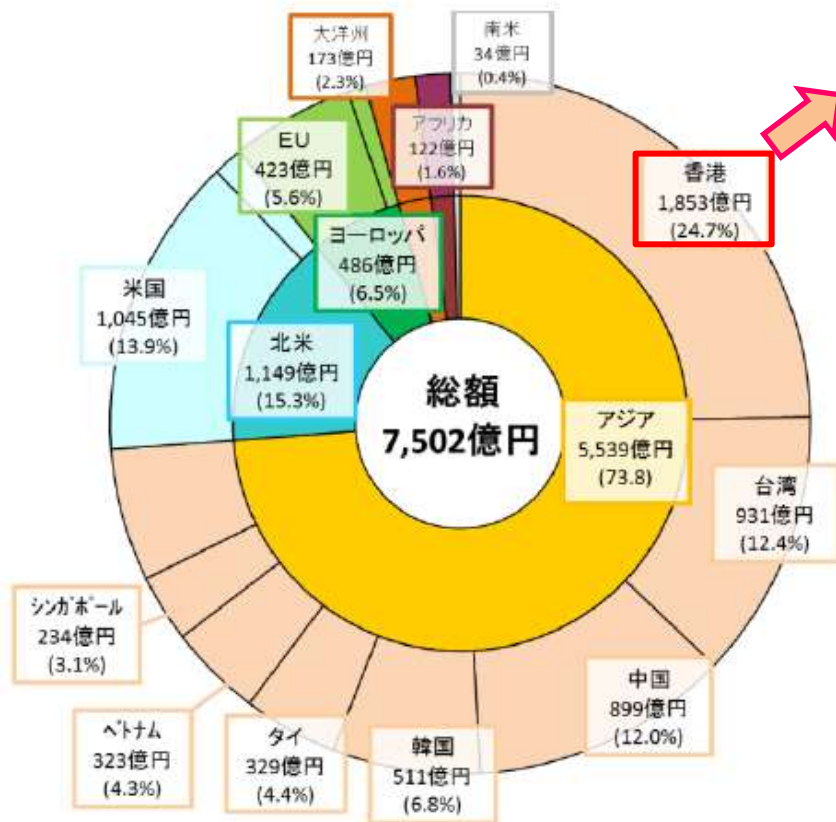 大洋州
173億円
(2.3%)
南米
34億円
(0.4%)
アフリカ
122億円
(1.6%)
EU
423億円
(5.6%)
ヨーロッパ
486億円
(6.5%)
香港
1,853億円
(24.7%)
米国
1,045億円
(13.9%)
北米
1,149億円
(15.3%)
総額
7,502億円
アジア
5,539億円
(73.8)
台湾
931億円
(12.4%)
シンガポール
234億円
(3.1%)
ベトナム
323億円
(4.3%)
タイ
329億円
(4.4%)
韓国
511億円
(6.8%)
中国
899億円
(12.0%)